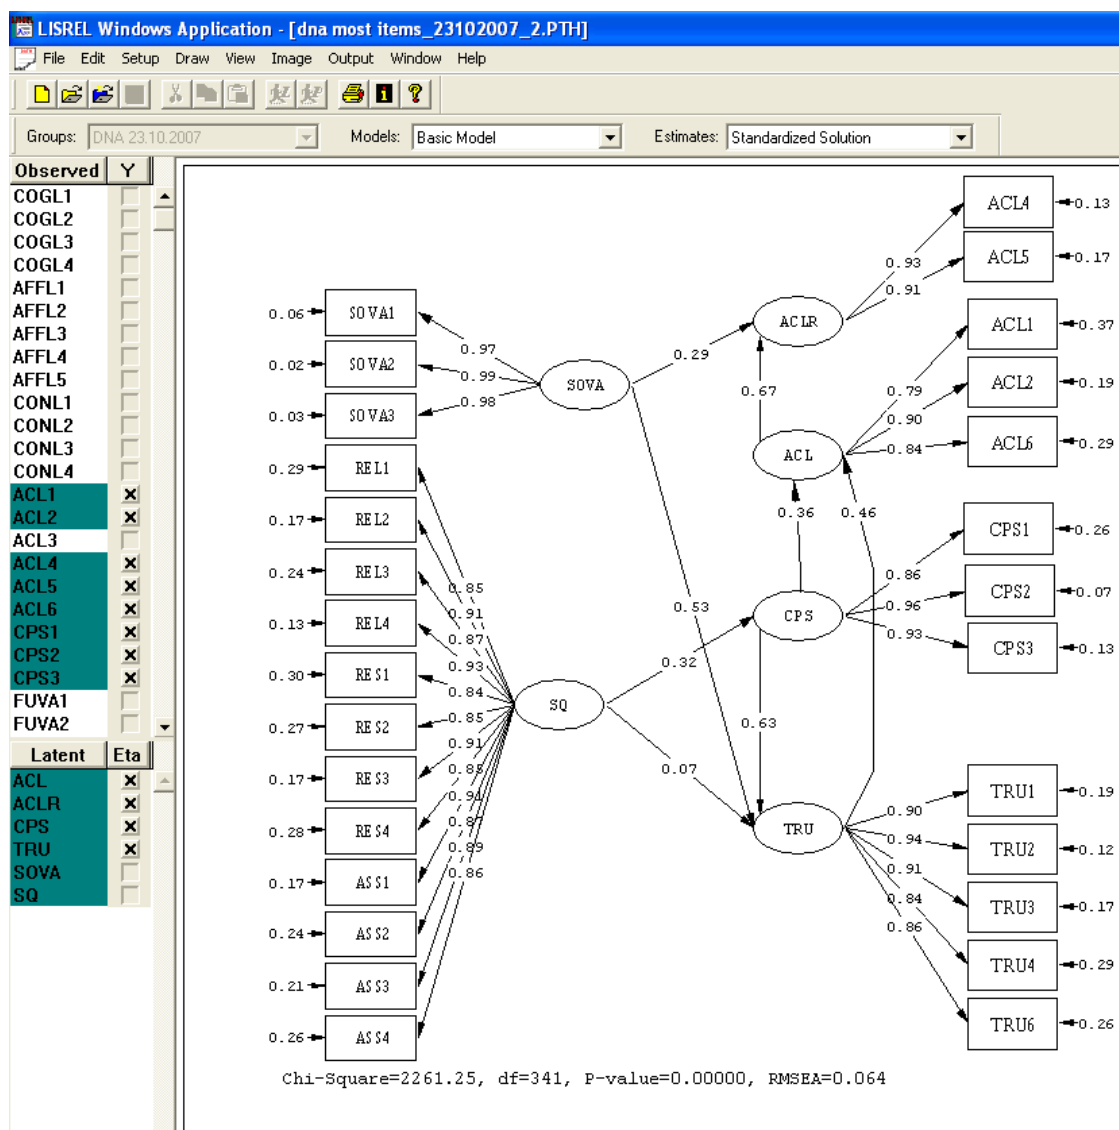 LISREL Windows Application - [dna most items_23102007_2.PTH]
File Edit Setup Draw View Image Output Window Help
Groups: DNA 23.10.2007 Models: Basic Model Estimates: Standardized Solution
Observed Y
COGL1
COGL2
COGL3
COGL4
AFFL1
AFFL2
AFFL3
AFFL4
AFFL5
CONL1
CONL2
CONL3
CONL4
ACL1
ACL2
ACL3
ACL4
ACL5
ACL6
CPS1
CPS2
CPS3
FUVA1
FUVA2
Latent Eta
ACL
ACLR
CPS
TRU
SOVA
SQ
0.06 SOVA1
0.02 SOVA2
0.03 SOVA3
0.29 REL1
0.17 REL2
0.24 REL3
0.13 REL4
0.30 RES1
0.27 RES2
0.17 RES3
0.28 RES4
0.17 ASS1
0.24 ASS2
0.21 ASS3
0.26 ASS4
0.97
0.99
0.98
0.85
0.91
0.87
0.93
0.84
0.85
0.91
0.85
0.91
0.87
0.89
0.86
SOVA
SQ
0.29
0.53
0.32
0.07
ACLR
0.67
ACL
0.36
0.46
CPS
0.63
TRU
0.93
0.91
0.79
0.90
0.84
0.86
0.96
0.93
0.90
0.94
0.91
0.84
0.86
ACL4 0.13
ACL5 0.17
ACL1 0.37
ACL2 0.19
ACL6 0.29
CPS1 0.26
CPS2 0.07
CPS3 0.13
TRU1 0.19
TRU2 0.12
TRU3 0.17
TRU4 0.29
TRU6 0.26
Chi-Square=2261.25, df=341, P-value=0.00000, RMSEA=0.064